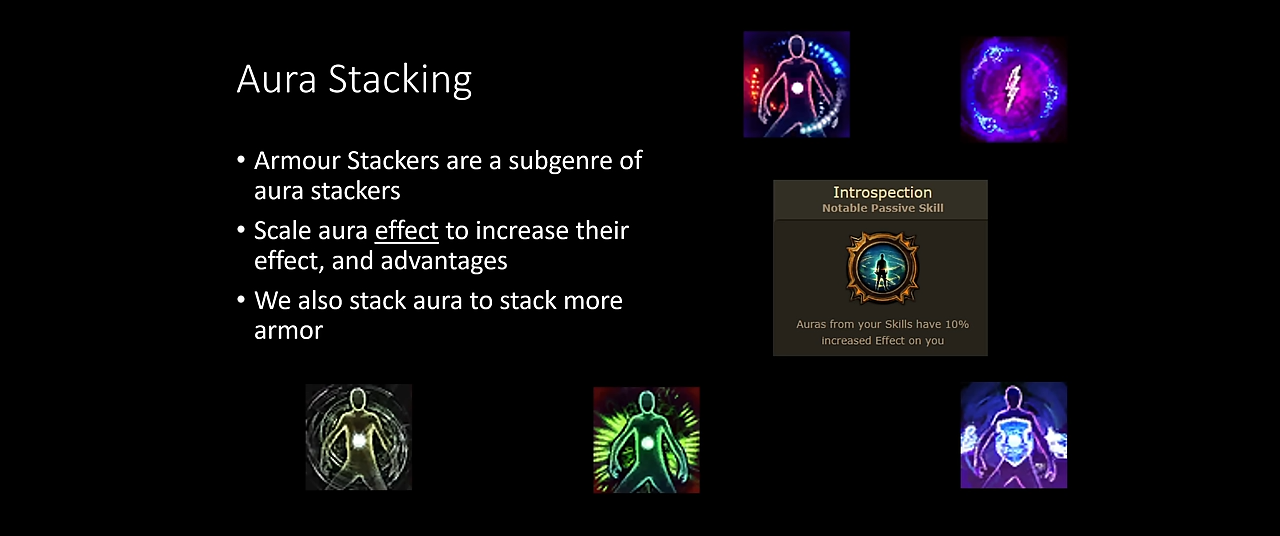 Aura Stacking
• Armour Stackers are a subgenre of
aura stackers
• Scale aura effect to increase their
effect, and advantages
• We also stack aura to stack more
armor
Introspection
Notable Passive Skill
Auras from your Skills have 10%
increased Effect on you